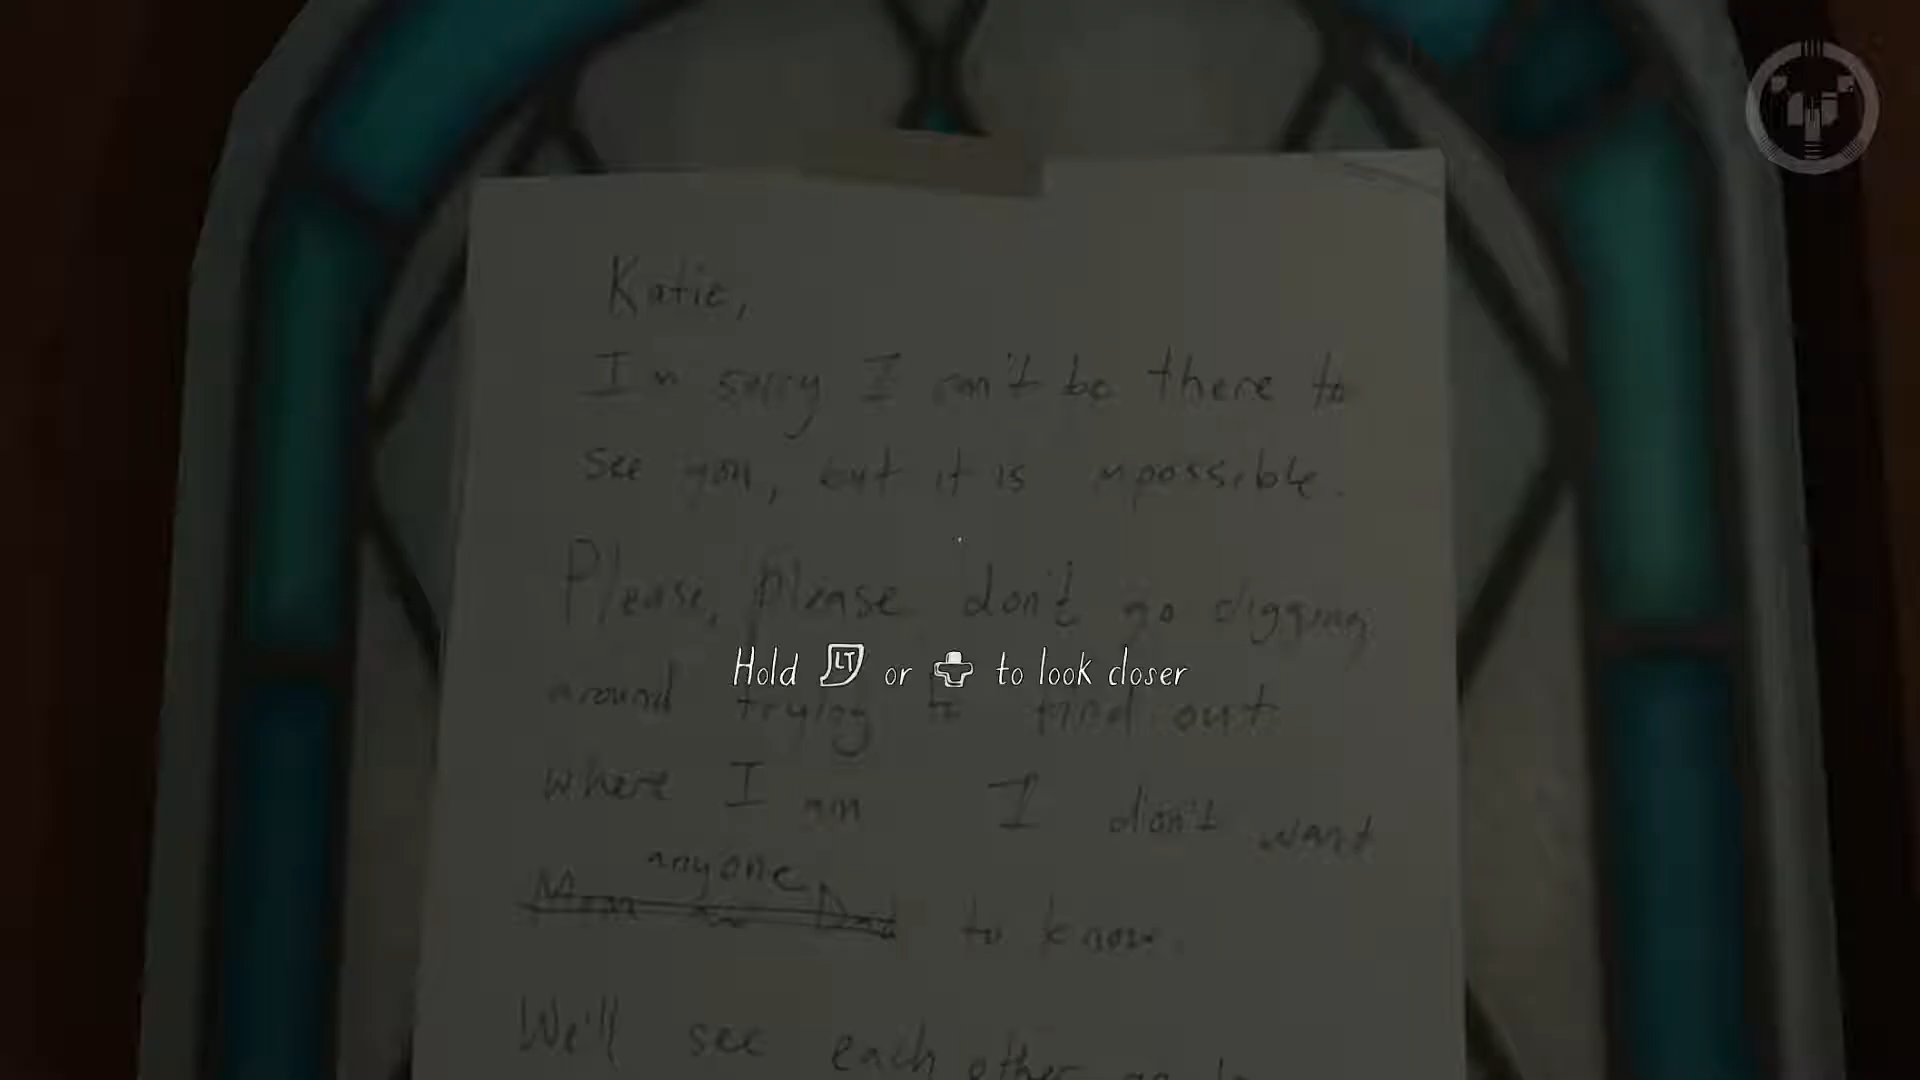 Katie,
I'm sorry I can't be there to
see you, but it is impossible.
Please, please don't go digging
Hold LT or to look closer
around trying to find out
where I am I don't want
anyone
Mom or Dad to know.
We'll see each other